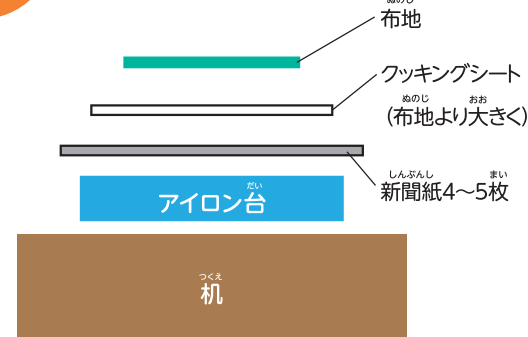 ぬのじ
布地
クッキングシート
ぬのじ おお
(布地より大きく)
しんぶんし まい
新聞紙4〜5枚
だい
アイロン台
つくえ
机